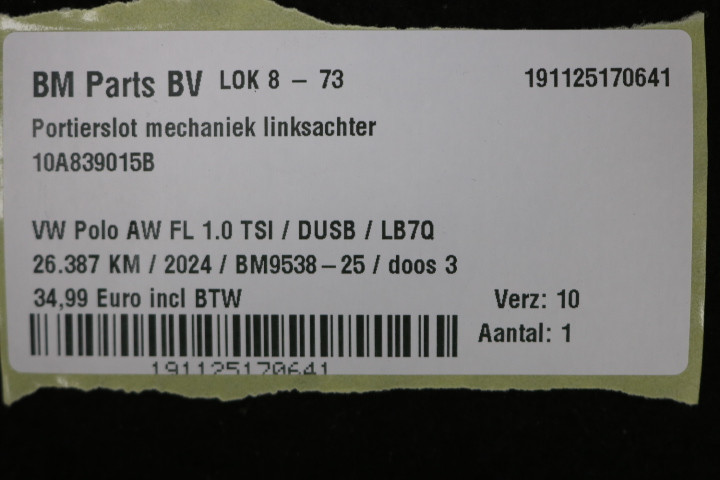 BM Parts BV LOK 8 – 73 191125170641
Portierslot mechaniek linksachter
10A839015B
VW Polo AW FL 1.0 TSI / DUSB / LB7Q
26.387 KM / 2024 / BM9538–25 / doos 3
34,99 Euro incl BTW Verz: 10
Aantal: 1
191125170641